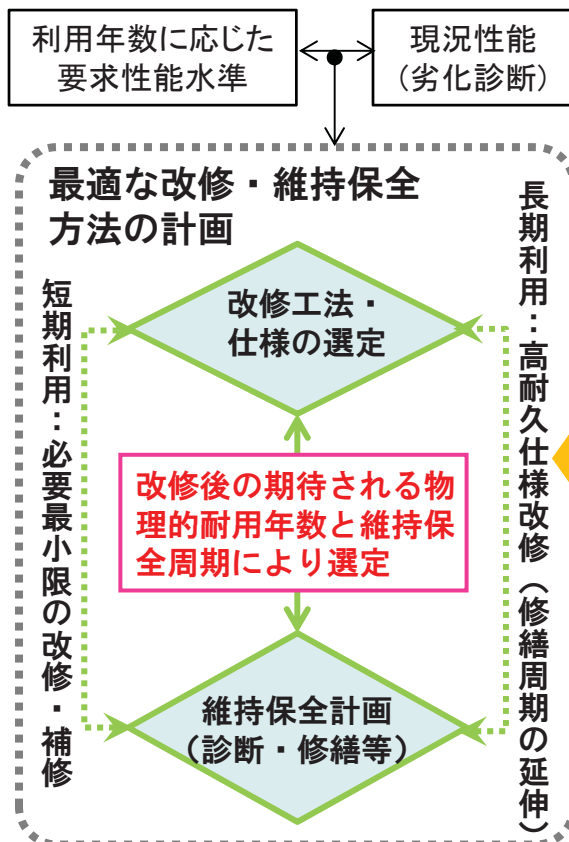 利用年数に応じた
要求性能水準
現況性能
(劣化診断)
最適な改修・維持保全
方法の計画
改修工法・
仕様の選定
短期利用：必要最小限の改修・補修
長期利用：高耐久仕様改修（修繕周期の延伸）
改修後の期待される物
理的耐用年数と維持保
全周期により選定
維持保全計画
(診断・修繕等)